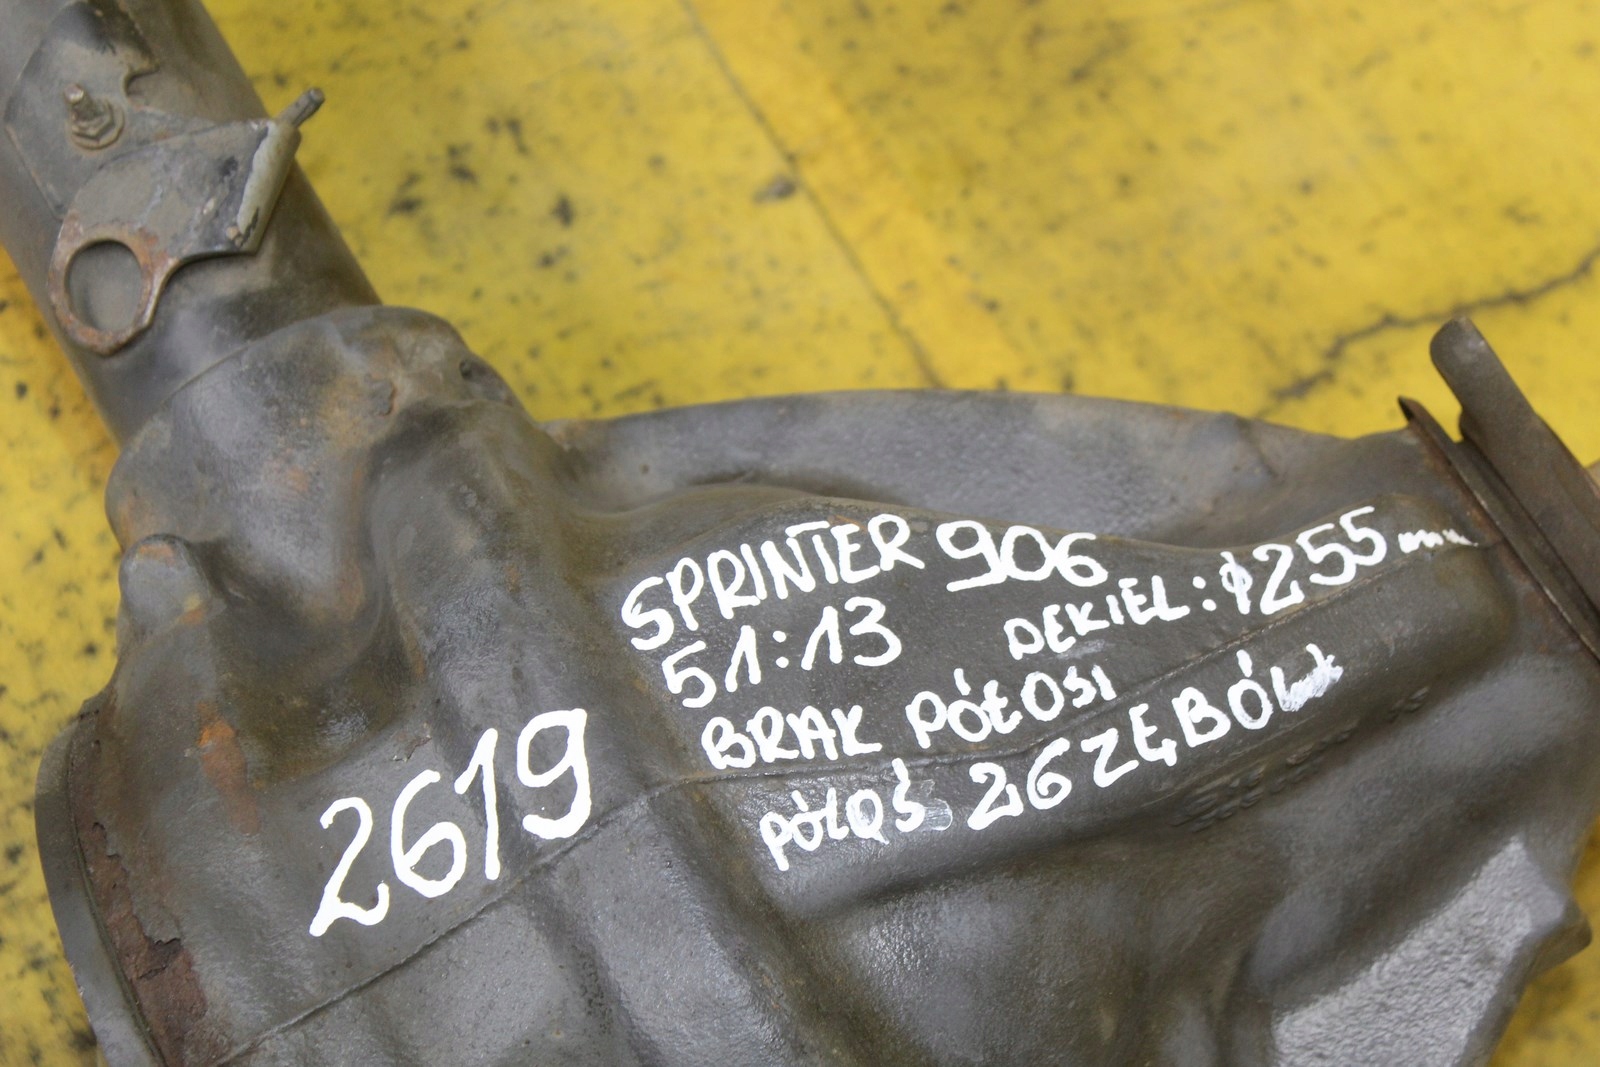 SPRINTER 906
51:13 DEKIEL: ϕ255mm
BRAK PÓŁOSI
PÓŁOŚ 26 ZĘBÓW
2619